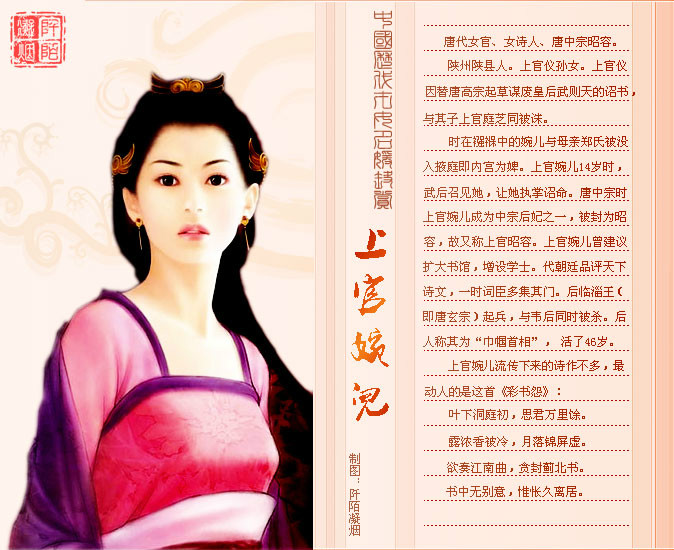 阡陌
凝烟
中國歷代才女名媛
上官婉兒
制图：阡陌凝烟
唐代女官、女诗人、唐中宗昭容。
陕州陕县人。上官仪孙女。上官仪
因替唐高宗起草谋废皇后武则天的诏书，
与其子上官庭芝同被诛。
时在襁褓中的婉儿与母亲郑氏被没
入掖庭即内宫为婢。上官婉儿14岁时，
武后召见她，让她执掌诏命。唐中宗时
上官婉儿成为中宗后妃之一，被封为昭
容，故又称上官昭容。上官婉儿曾建议
扩大书馆，增设学士。代朝廷品评天下
诗文，一时词臣多集其门。后临淄王（
即唐玄宗）起兵，与韦后同时被杀。后
人称其为“巾帼首相”，活了46岁。
上官婉儿流传下来的诗作不多，最
动人的是这首《彩书怨》：
叶下洞庭初，思君万里馀。
露浓香被冷，月落锦屏虚。
欲奏江南曲，贪封蓟北书。
书中无别意，惟怅久离居。